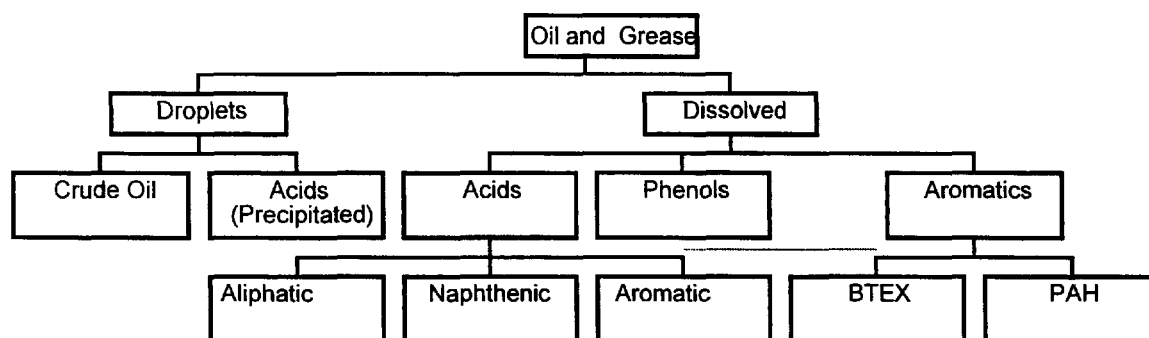 Oil and Grease
Droplets
Dissolved
Crude Oil
Acids
(Precipitated)
Acids
Phenols
Aromatics
Aliphatic
Naphthenic
Aromatic
BTEX
PAH